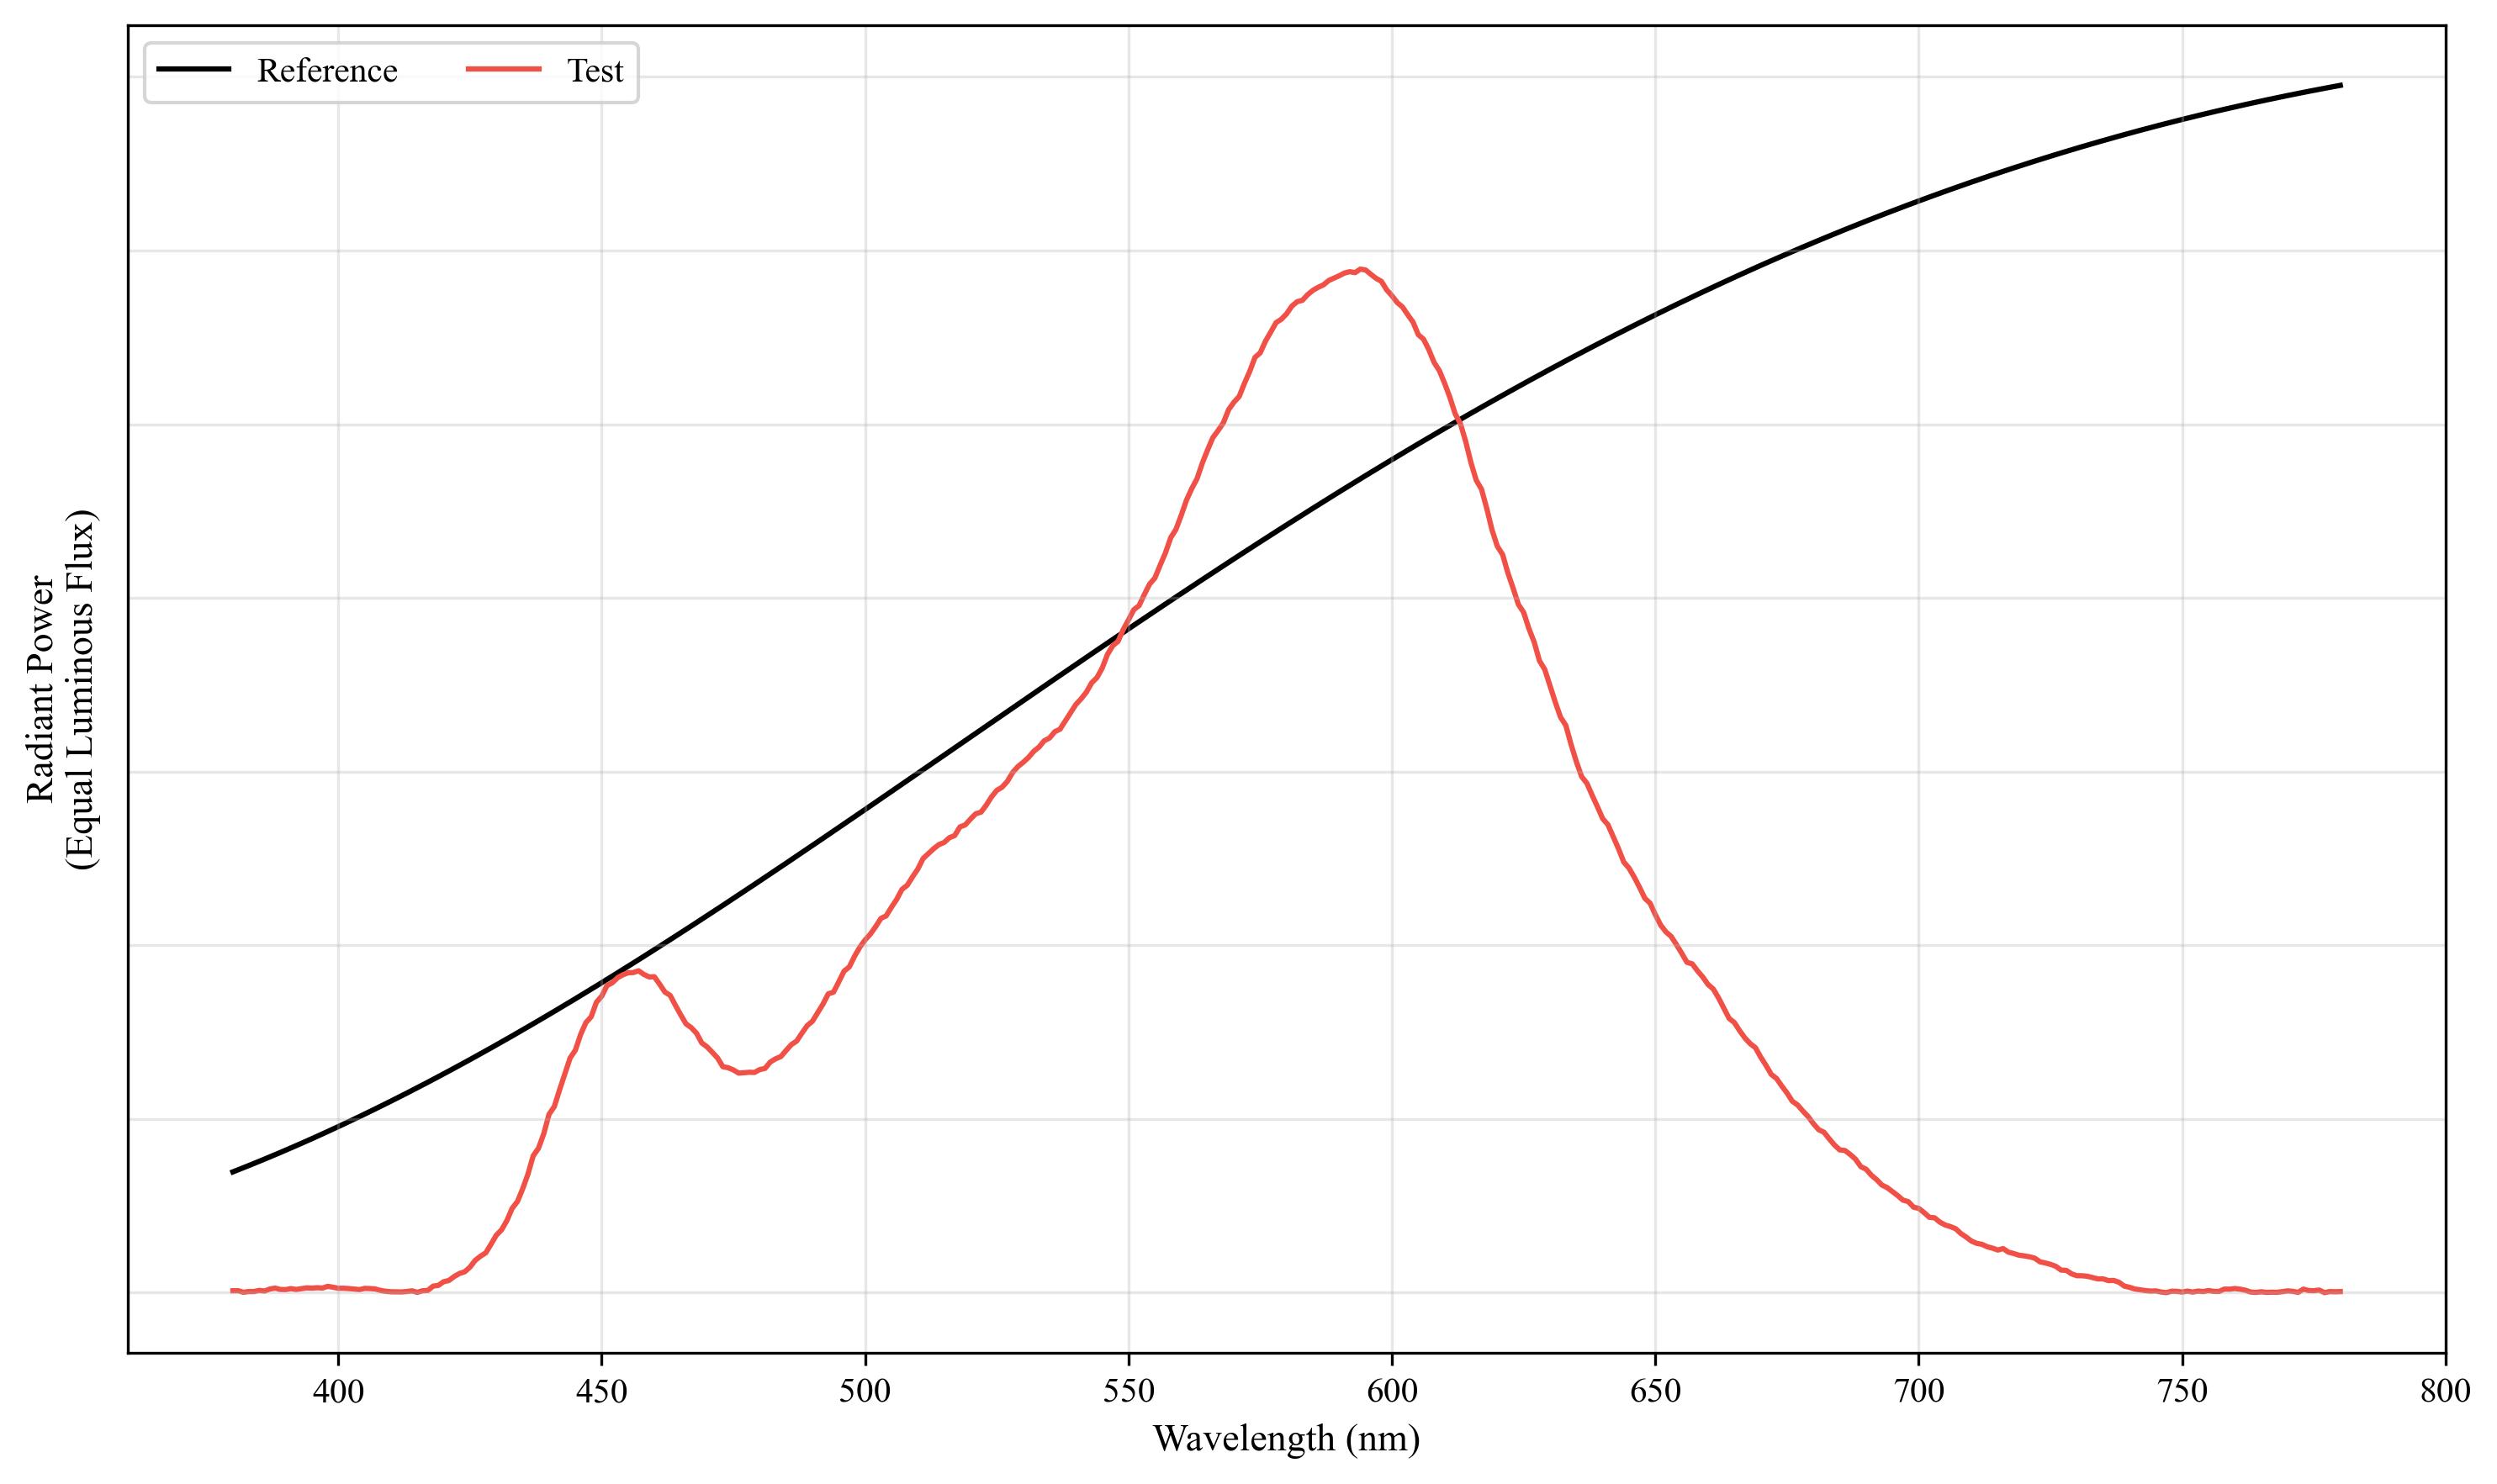 Reference Test
Radiant Power
(Equal Luminous Flux)
400 450 500 550 600 650 700 750 800
Wavelength (nm)